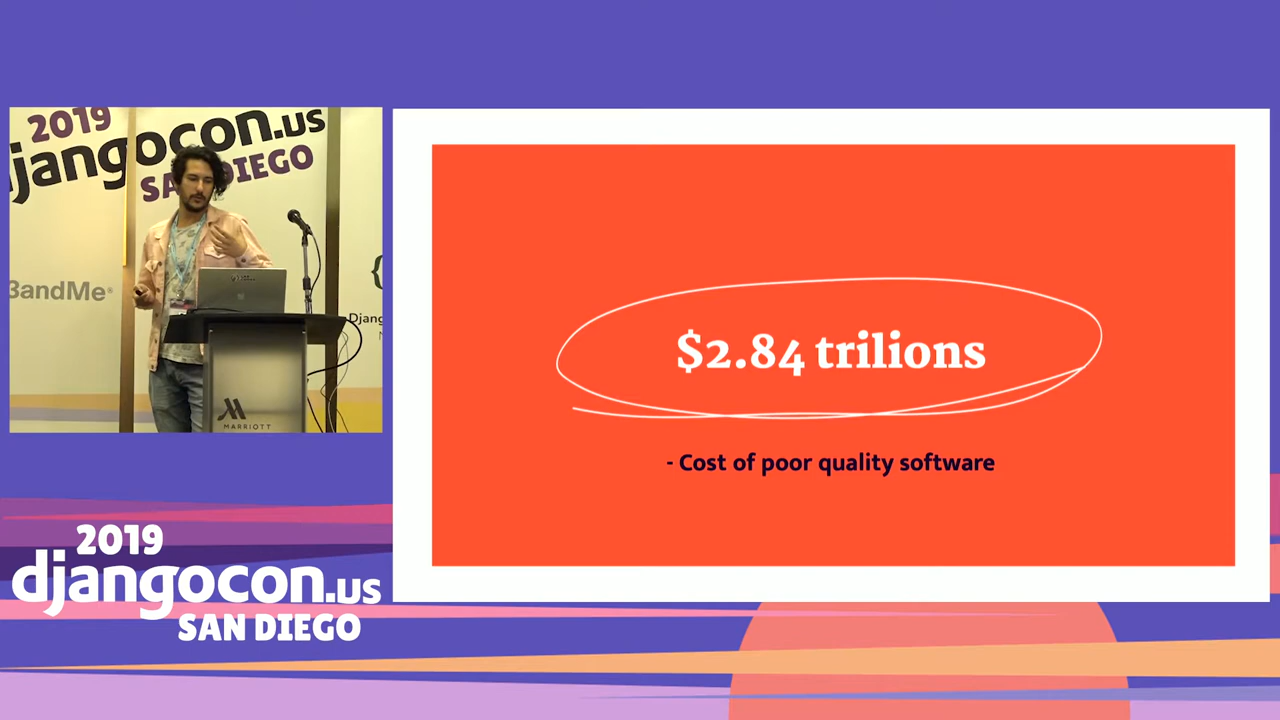 2019
djangocon.us
SAN DIEGO
3andMe®
Djang
MARRIOTT
$2.84 trilions
- Cost of poor quality software
2019
djangocon.us
SAN DIEGO